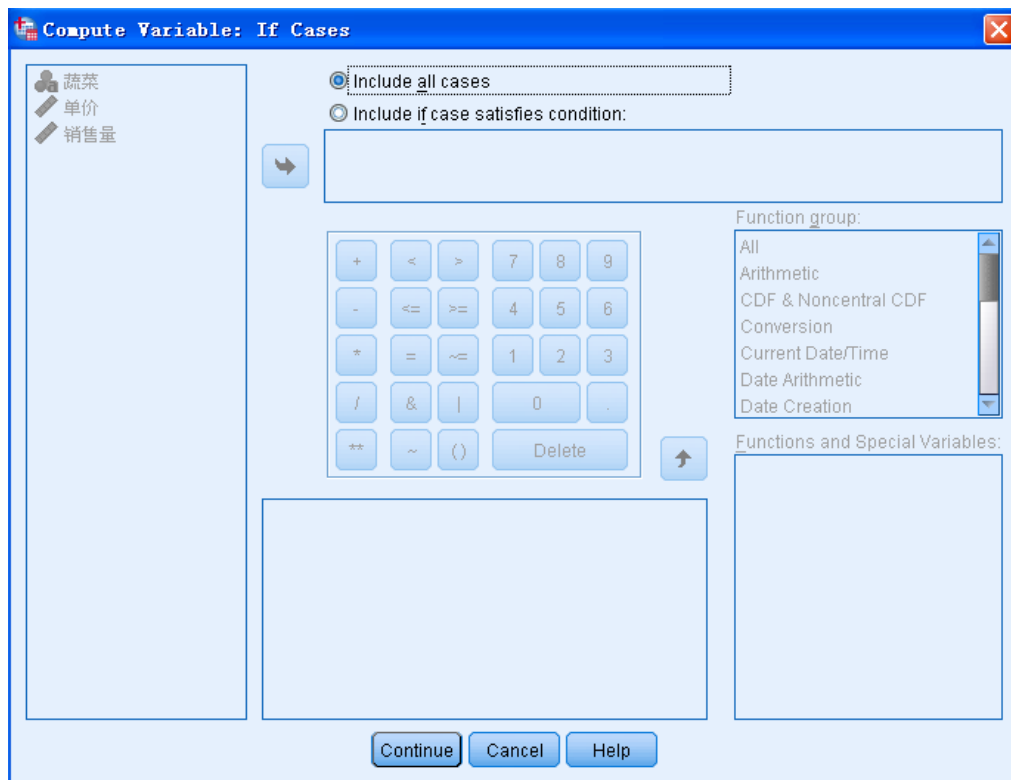 Compute Variable: If Cases
蔬菜
单价
销售量
Include all cases
Include if case satisfies condition:
Function group:
All
Arithmetic
CDF & Noncentral CDF
Conversion
Current Date/Time
Date Arithmetic
Date Creation
+ < > 7 8 9
- <= >= 4 5 6
* = ~= 1 2 3
/ & | 0 .
** ~ () Delete
Functions and Special Variables:
Continue Cancel Help